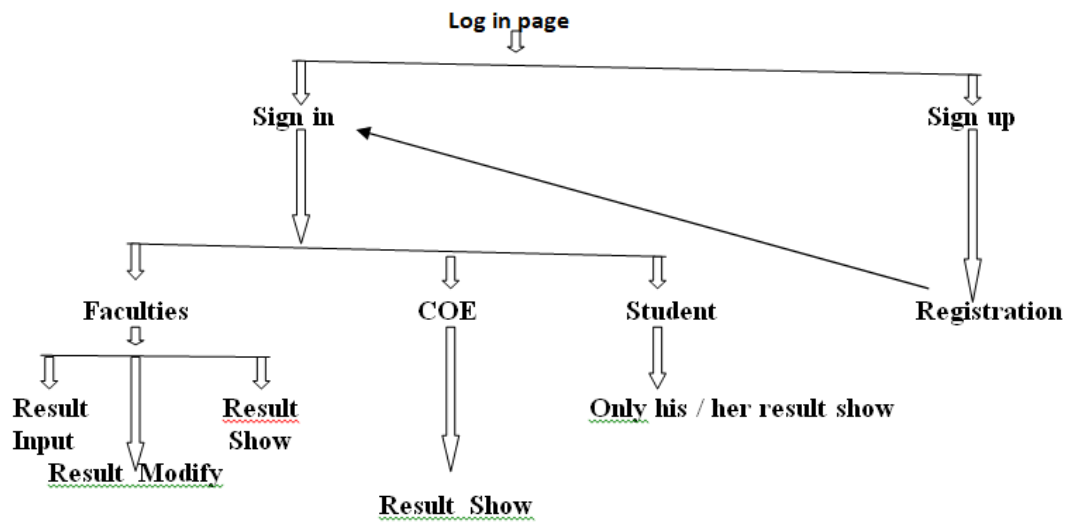 Log in page
Sign in
Sign up
Faculties
COE
Student
Registration
Result
Input
Result
Show
Only his / her result show
Result Modify
Result Show